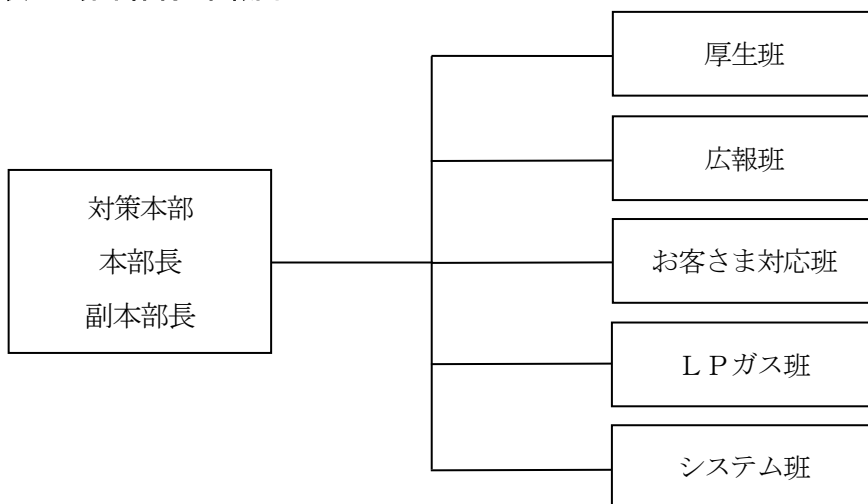 対策本部
本部長
副本部長
厚生班
広報班
お客さま対応班
ＬＰガス班
システム班